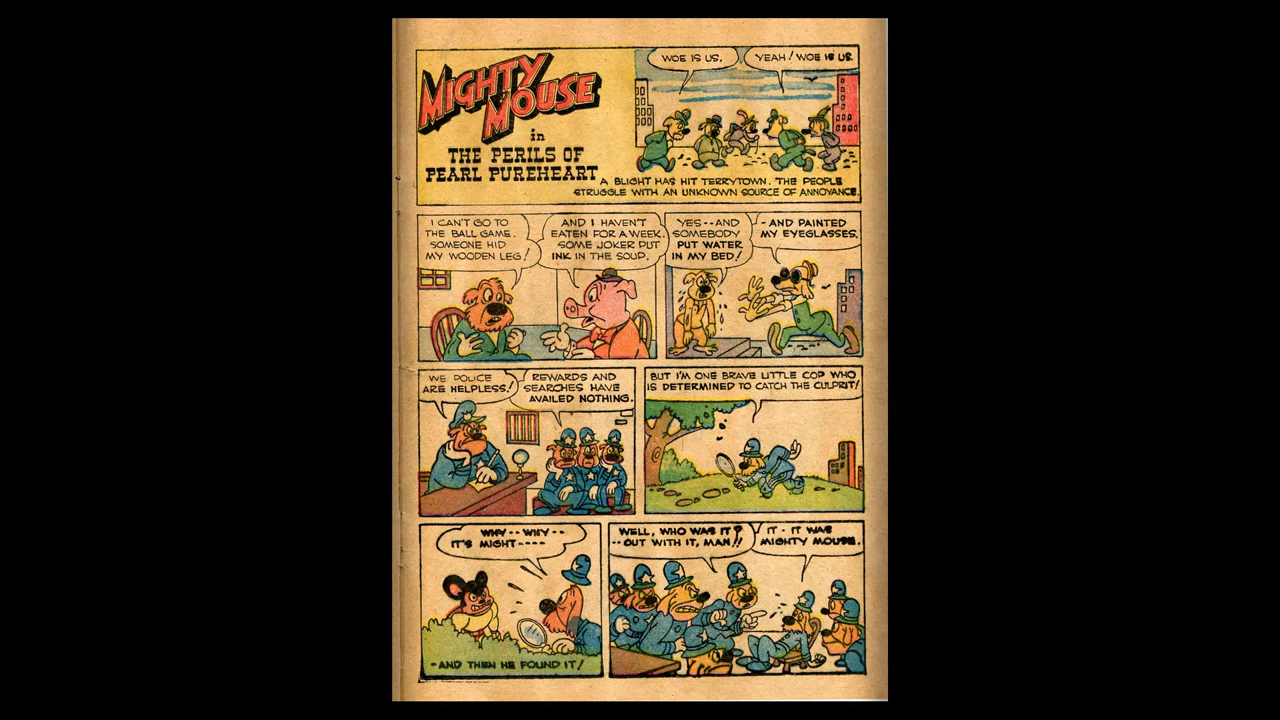 MIGHTY
MOUSE
in
THE PERILS OF
PEARL PUREHEART
WOE IS US.
YEAH! WOE IS US.
A BLIGHT HAS HIT TERRYTOWN. THE PEOPLE
STRUGGLE WITH AN UNKNOWN SOURCE OF ANNOYANCE.
I CAN'T GO TO
THE BALL GAME.
SOMEONE HID
MY WOODEN LEG!
AND I HAVEN'T
EATEN FOR A WEEK.
SOME JOKER PUT
INK IN THE SOUP.
YES--AND
SOMEBODY
PUT WATER
IN MY BED!
-AND PAINTED
MY EYEGLASSES.
WE POLICE
ARE HELPLESS!
REWARDS AND
SEARCHES HAVE
AVAILED NOTHING.
BUT I'M ONE BRAVE LITTLE COP WHO
IS DETERMINED TO CATCH THE CULPRIT!
WHY--WHY--
IT'S MIGHT----
-AND THEN HE FOUND IT!
WELL, WHO WAS IT?
--OUT WITH IT, MAN!!
IT-IT WAS
MIGHTY MOUSE.